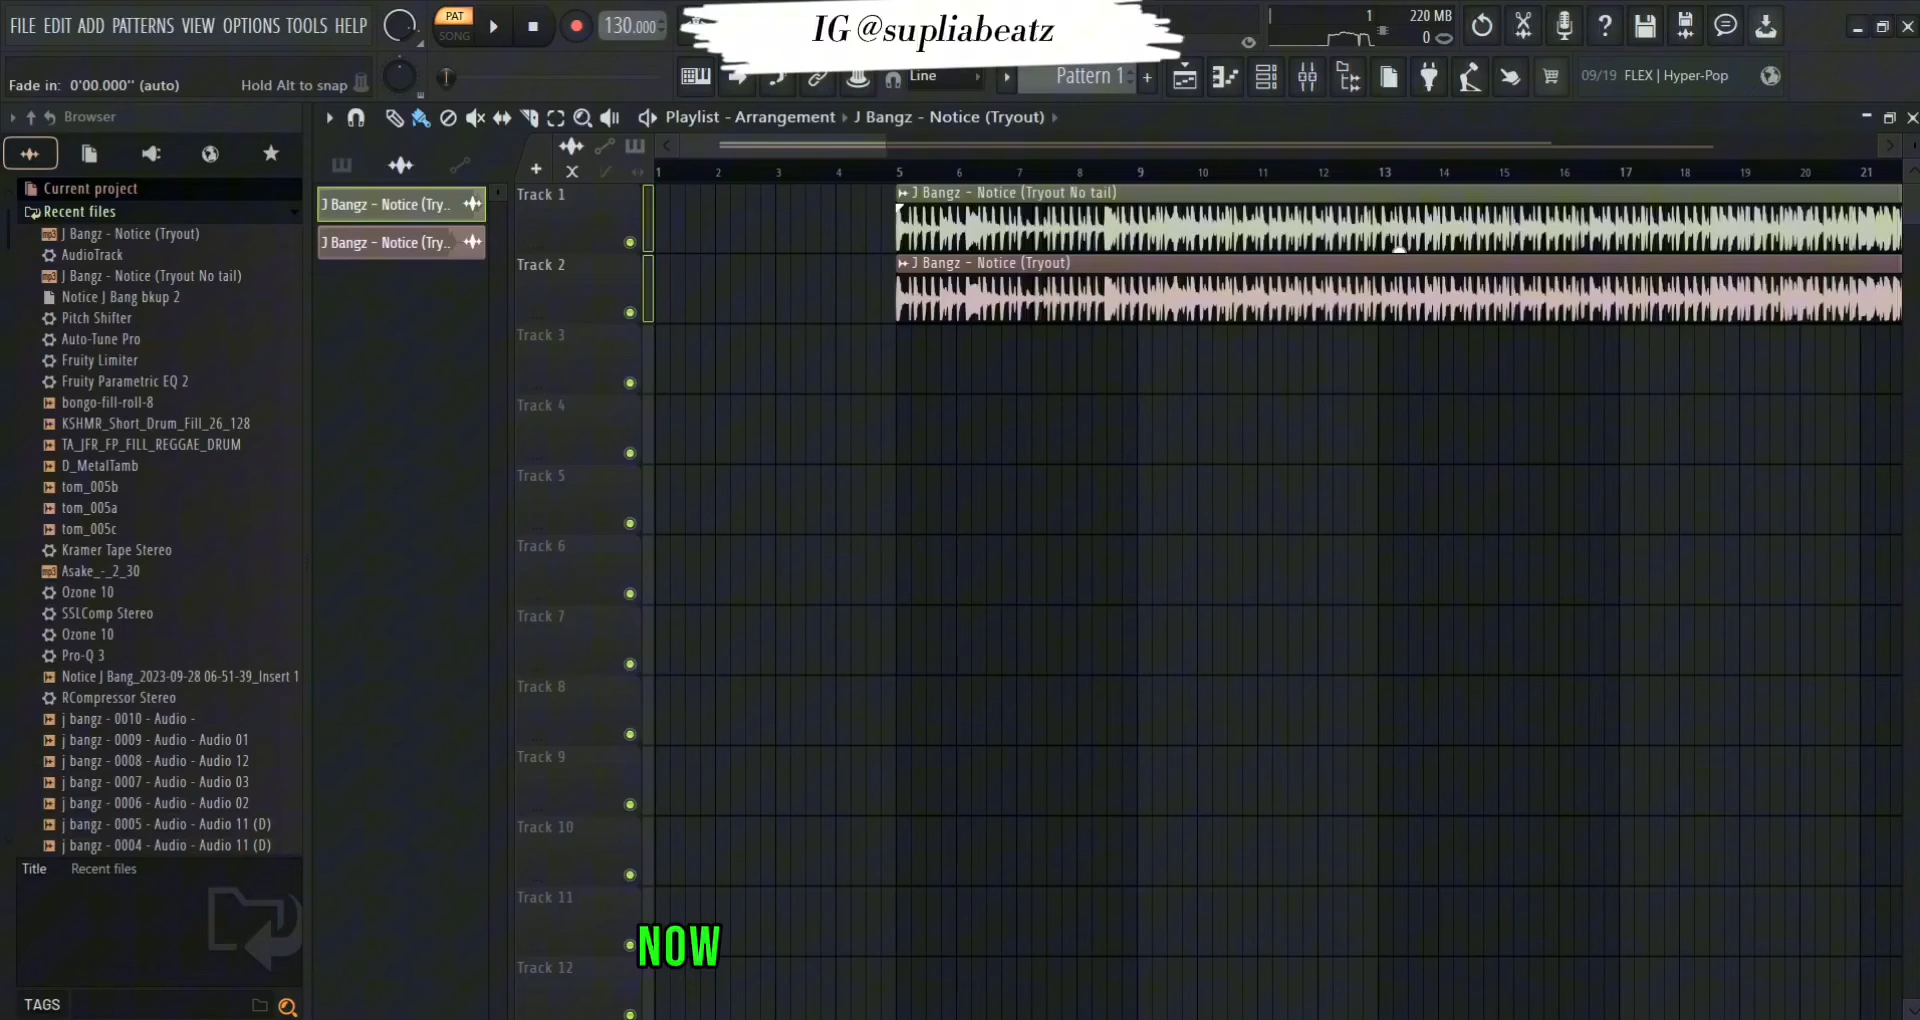 FILE EDIT ADD PATTERNS VIEW OPTIONS TOOLS HELP
PAT
SONG
130.000
IG @supliabeatz
1
220 MB
0
Fade in: 0'00.000" (auto)
Hold Alt to snap
Line
Pattern 1
09/19 FLEX | Hyper-Pop
Browser
Playlist - Arrangement
J Bangz - Notice (Tryout)
1 2 3 4 5 6 7 8 9 10 11 12 13 14 15 16 17 18 19 20 21
Current project
Recent files
J Bangz - Notice (Tryout)
AudioTrack
J Bangz - Notice (Tryout No tail)
Notice J Bang bkup 2
Pitch Shifter
Auto-Tune Pro
Fruity Limiter
Fruity Parametric EQ 2
bongo-fill-roll-8
KSHMR_Short_Drum_Fill_26_128
TA_JFR_FP_FILL_REGGAE_DRUM
D_MetalTamb
tom_005b
tom_005a
tom_005c
Kramer Tape Stereo
Asake_-_2_30
Ozone 10
SSLComp Stereo
Ozone 10
Pro-Q 3
Notice J Bang_2023-09-28 06-51-39_Insert 1
RCompressor Stereo
j bangz - 0010 - Audio -
j bangz - 0009 - Audio - Audio 01
j bangz - 0008 - Audio - Audio 12
j bangz - 0007 - Audio - Audio 03
j bangz - 0006 - Audio - Audio 02
j bangz - 0005 - Audio - Audio 11 (D)
j bangz - 0004 - Audio - Audio 11 (D)
Title
Recent files
TAGS
J Bangz - Notice (Try..
J Bangz - Notice (Try..
Track 1
J Bangz - Notice (Tryout No tail)
Track 2
J Bangz - Notice (Tryout)
Track 3
Track 4
Track 5
Track 6
Track 7
Track 8
Track 9
Track 10
Track 11
Track 12
NOW